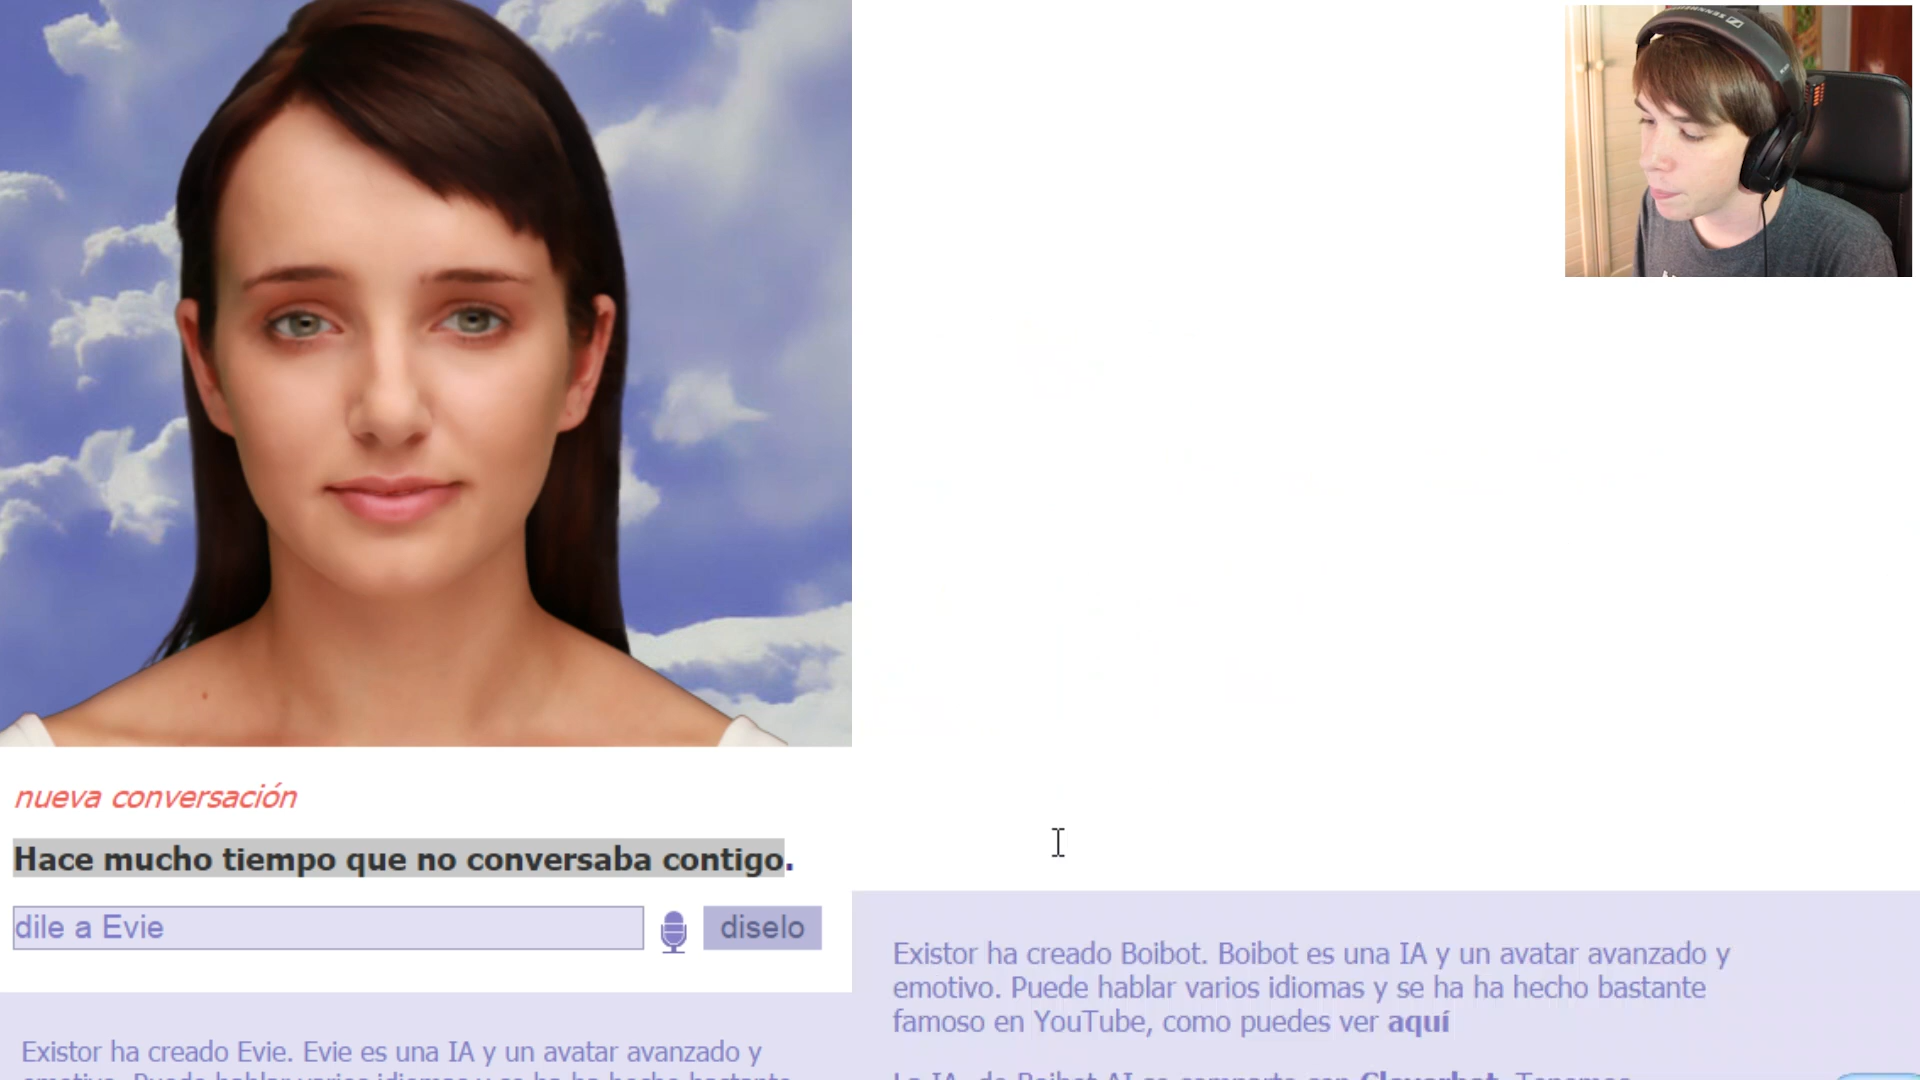 nueva conversación
Hace mucho tiempo que no conversaba contigo.
dile a Evie
diselo
Existor ha creado Evie. Evie es una IA y un avatar avanzado y
Existor ha creado Boibot. Boibot es una IA y un avatar avanzado y
emotivo. Puede hablar varios idiomas y se ha ha hecho bastante
famoso en YouTube, como puedes ver aquí